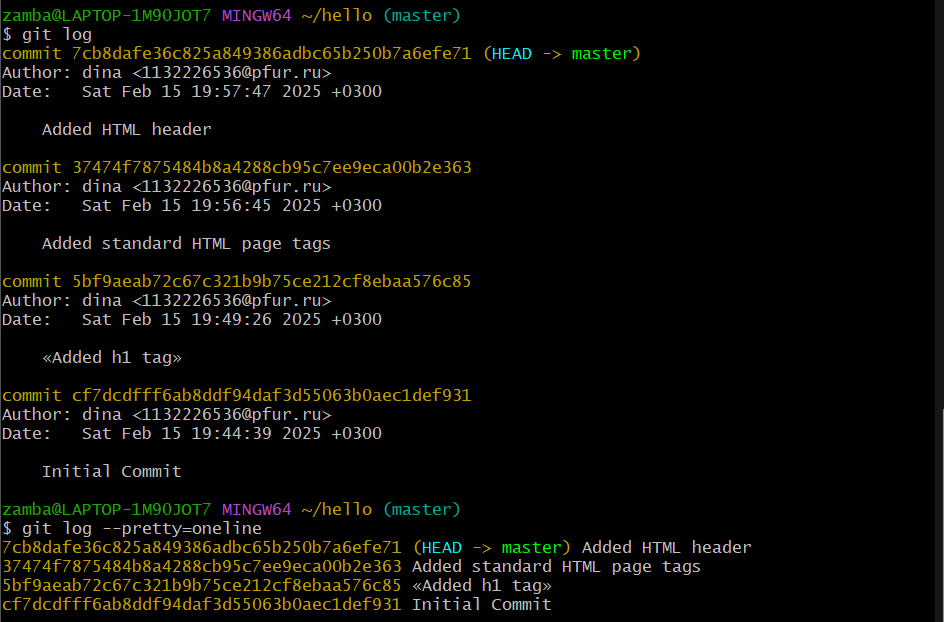 zamba@LAPTOP-1M9OJOT7 MINGW64 ~/hello (master)
$ git log
commit 7cb8dafe36c825a849386adbc65b250b7a6efe71 (HEAD -> master)
Author: dina <1132226536@pfur.ru>
Date:   Sat Feb 15 19:57:47 2025 +0300
    Added HTML header
commit 37474f7875484b8a4288cb95c7ee9eca00b2e363
Author: dina <1132226536@pfur.ru>
Date:   Sat Feb 15 19:56:45 2025 +0300
    Added standard HTML page tags
commit 5bf9aeab72c67c321b9b75ce212cf8ebaa576c85
Author: dina <1132226536@pfur.ru>
Date:   Sat Feb 15 19:49:26 2025 +0300
    «Added h1 tag»
commit cf7dcdfff6ab8ddf94daf3d55063b0aec1def931
Author: dina <1132226536@pfur.ru>
Date:   Sat Feb 15 19:44:39 2025 +0300
    Initial Commit
zamba@LAPTOP-1M9OJOT7 MINGW64 ~/hello (master)
$ git log --pretty=oneline
7cb8dafe36c825a849386adbc65b250b7a6efe71 (HEAD -> master) Added HTML header
37474f7875484b8a4288cb95c7ee9eca00b2e363 Added standard HTML page tags
5bf9aeab72c67c321b9b75ce212cf8ebaa576c85 «Added h1 tag»
cf7dcdfff6ab8ddf94daf3d55063b0aec1def931 Initial Commit